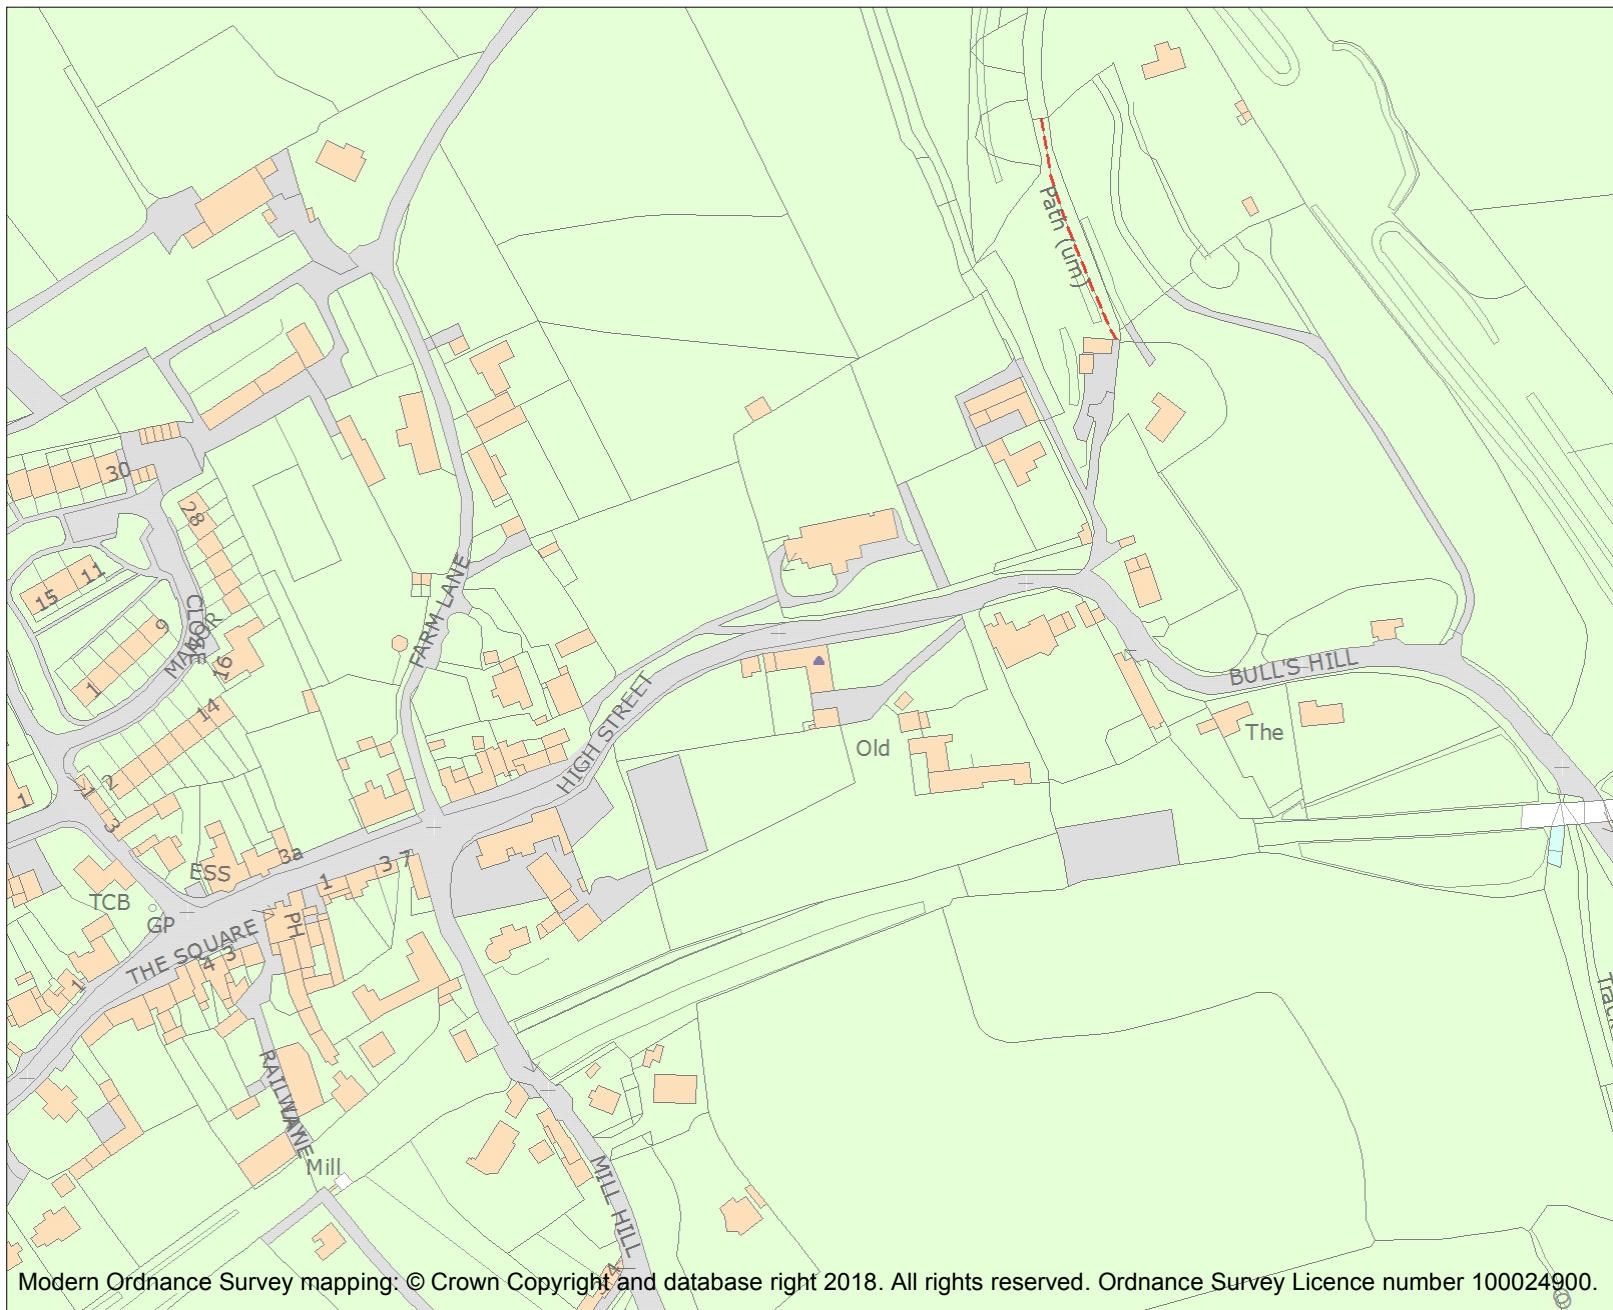 Path (um)
30
28
11
15
9
1
CLOSE
MANOR
16
14
FARM LANE
HIGH STREET
BULL'S HILL
The
Old
1
2
1
3
3a
ESS
1
3
7
TCB
GP
PH
THE SQUARE
4
3
1
RAILWAY
LANE
Mill
MILL HILL
4
Modern Ordnance Survey mapping: © Crown Copyright and database right 2018. All rights reserved. Ordnance Survey Licence number 100024900.